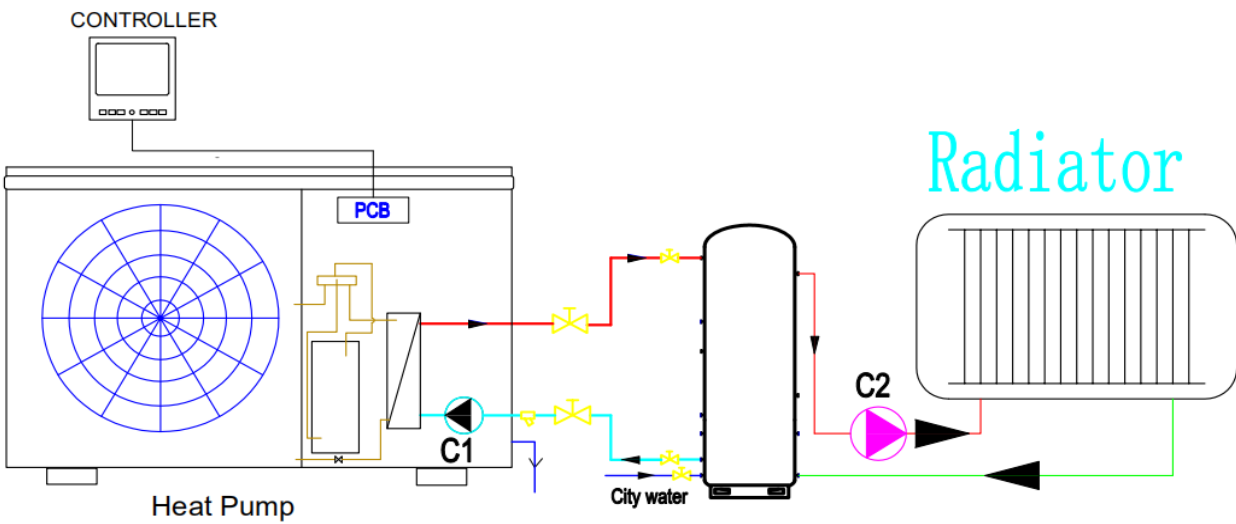 CONTROLLER
Radiator
PCB
C2
C1
City water
Heat Pump